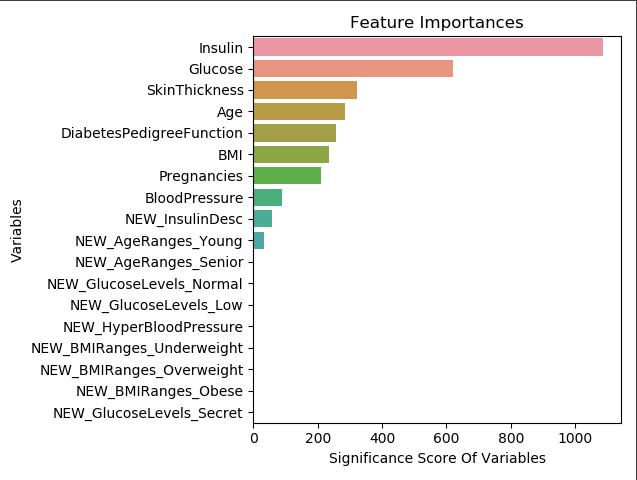 Feature Importances
Insulin
Glucose
SkinThickness
Age
DiabetesPedigreeFunction
BMI
Pregnancies
BloodPressure
NEW_InsulinDesc
NEW_AgeRanges_Young
NEW_AgeRanges_Senior
NEW_GlucoseLevels_Normal
NEW_GlucoseLevels_Low
NEW_HyperBloodPressure
NEW_BMIRanges_Underweight
NEW_BMIRanges_Overweight
NEW_BMIRanges_Obese
NEW_GlucoseLevels_Secret
Variables
0 200 400 600 800 1000
Significance Score Of Variables